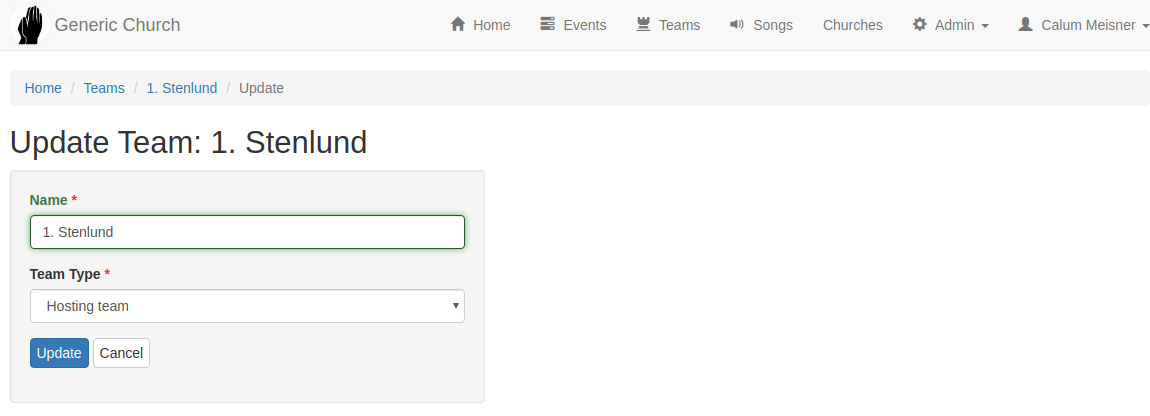 Generic Church Home Events Teams Songs Churches Admin Calum Meisner
Home / Teams / 1. Stenlund / Update
Update Team: 1. Stenlund
Name *
1. Stenlund
Team Type *
Hosting team
Update Cancel